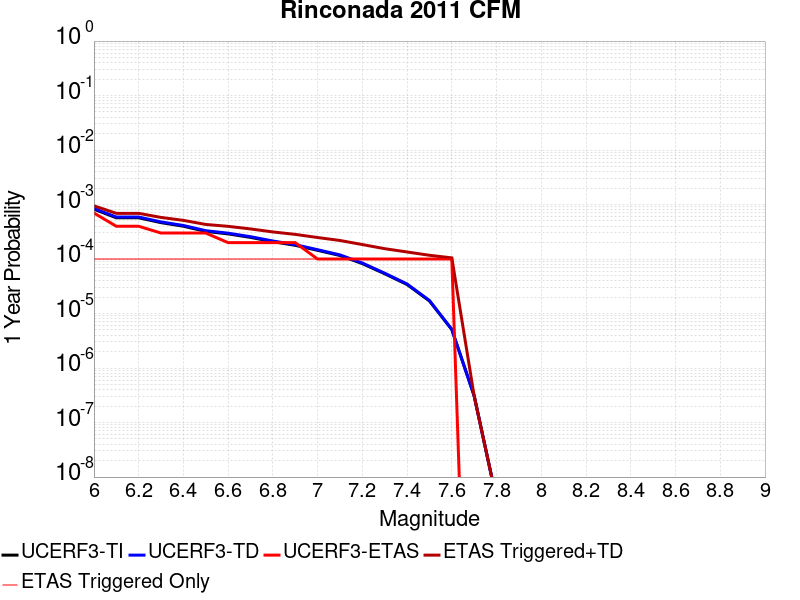 Rinconada 2011 CFM
10^0
10^-1
10^-2
10^-3
10^-4
10^-5
10^-6
10^-7
10^-8
1 Year Probability
6 6.2 6.4 6.6 6.8 7 7.2 7.4 7.6 7.8 8 8.2 8.4 8.6 8.8 9
Magnitude
UCERF3-TI UCERF3-TD UCERF3-ETAS ETAS Triggered+TD
ETAS Triggered Only